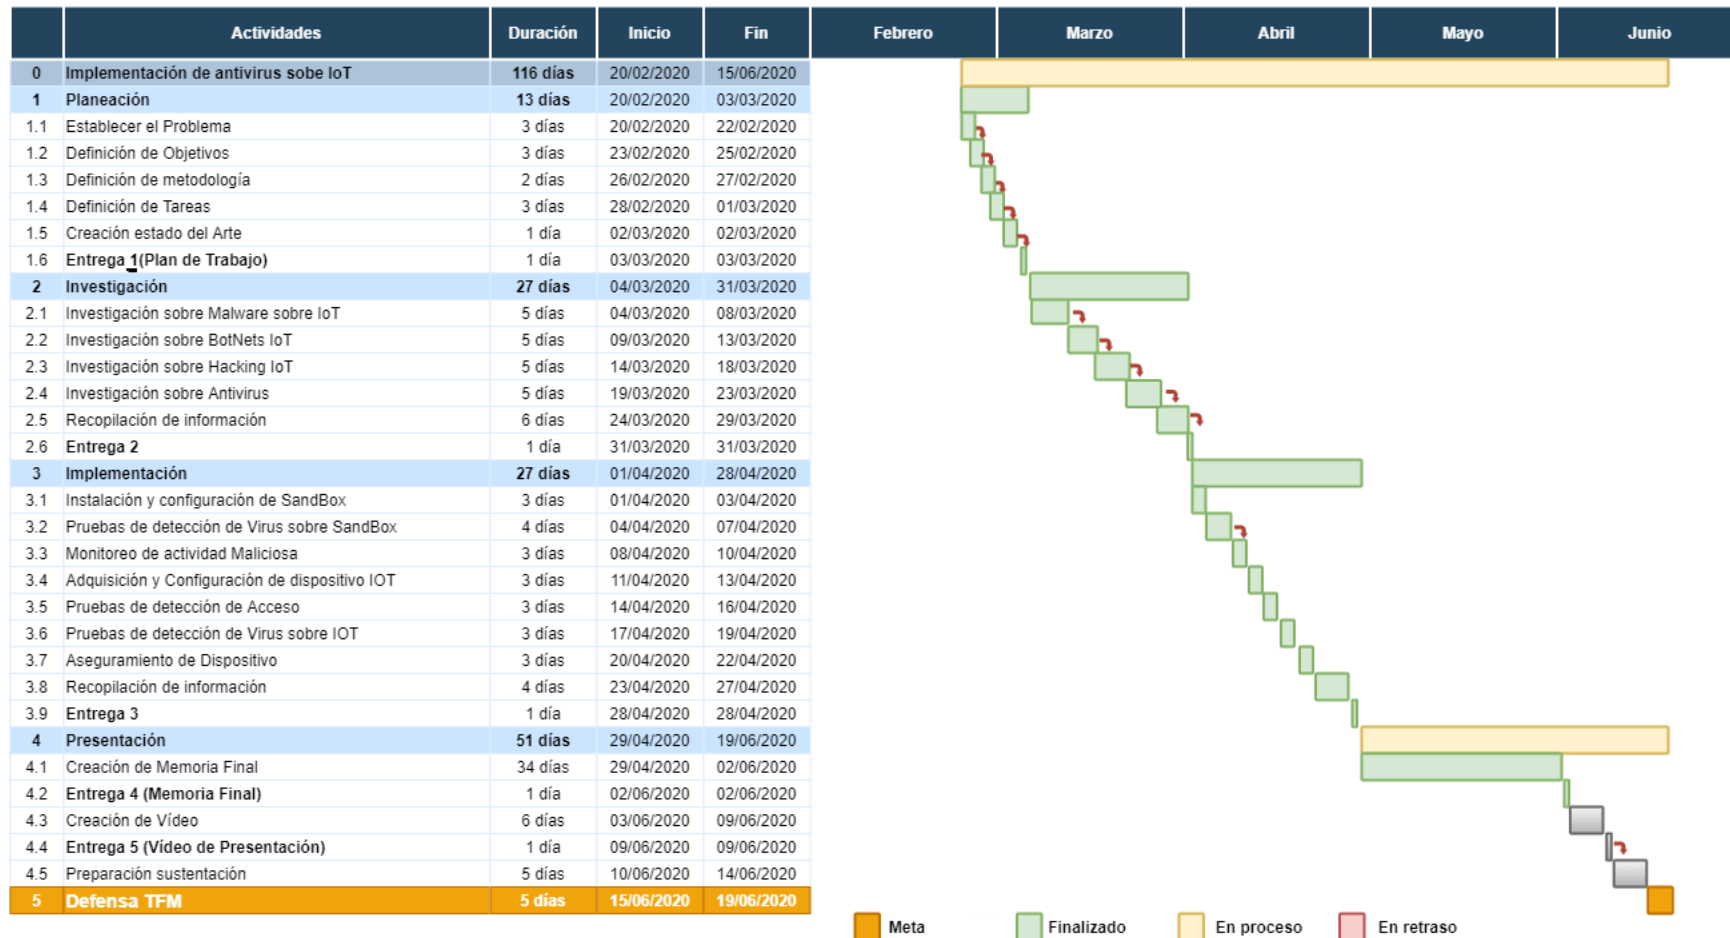 Actividades Duración Inicio Fin Febrero Marzo Abril Mayo Junio
0 Implementación de antivirus sobe IoT 116 días 20/02/2020 15/06/2020
1 Planeación 13 días 20/02/2020 03/03/2020
1.1 Establecer el Problema 3 días 20/02/2020 22/02/2020
1.2 Definición de Objetivos 3 días 23/02/2020 25/02/2020
1.3 Definición de metodología 2 días 26/02/2020 27/02/2020
1.4 Definición de Tareas 3 días 28/02/2020 01/03/2020
1.5 Creación estado del Arte 1 día 02/03/2020 02/03/2020
1.6 Entrega 1(Plan de Trabajo) 1 día 03/03/2020 03/03/2020
2 Investigación 27 días 04/03/2020 31/03/2020
2.1 Investigación sobre Malware sobre IoT 5 días 04/03/2020 08/03/2020
2.2 Investigación sobre BotNets IoT 5 días 09/03/2020 13/03/2020
2.3 Investigación sobre Hacking IoT 5 días 14/03/2020 18/03/2020
2.4 Investigación sobre Antivirus 5 días 19/03/2020 23/03/2020
2.5 Recopilación de información 6 días 24/03/2020 29/03/2020
2.6 Entrega 2 1 día 31/03/2020 31/03/2020
3 Implementación 27 días 01/04/2020 28/04/2020
3.1 Instalación y configuración de SandBox 3 días 01/04/2020 03/04/2020
3.2 Pruebas de detección de Virus sobre SandBox 4 días 04/04/2020 07/04/2020
3.3 Monitoreo de actividad Maliciosa 3 días 08/04/2020 10/04/2020
3.4 Adquisición y Configuración de dispositivo IOT 3 días 11/04/2020 13/04/2020
3.5 Pruebas de detección de Acceso 3 días 14/04/2020 16/04/2020
3.6 Pruebas de detección de Virus sobre IOT 3 días 17/04/2020 19/04/2020
3.7 Aseguramiento de Dispositivo 3 días 20/04/2020 22/04/2020
3.8 Recopilación de información 4 días 23/04/2020 27/04/2020
3.9 Entrega 3 1 día 28/04/2020 28/04/2020
4 Presentación 51 días 29/04/2020 19/06/2020
4.1 Creación de Memoria Final 34 días 29/04/2020 02/06/2020
4.2 Entrega 4 (Memoria Final) 1 día 02/06/2020 02/06/2020
4.3 Creación de Vídeo 6 días 03/06/2020 09/06/2020
4.4 Entrega 5 (Vídeo de Presentación) 1 día 09/06/2020 09/06/2020
4.5 Preparación sustentación 5 días 10/06/2020 14/06/2020
5 Defensa TFM 5 días 15/06/2020 19/06/2020
Meta Finalizado En proceso En retraso